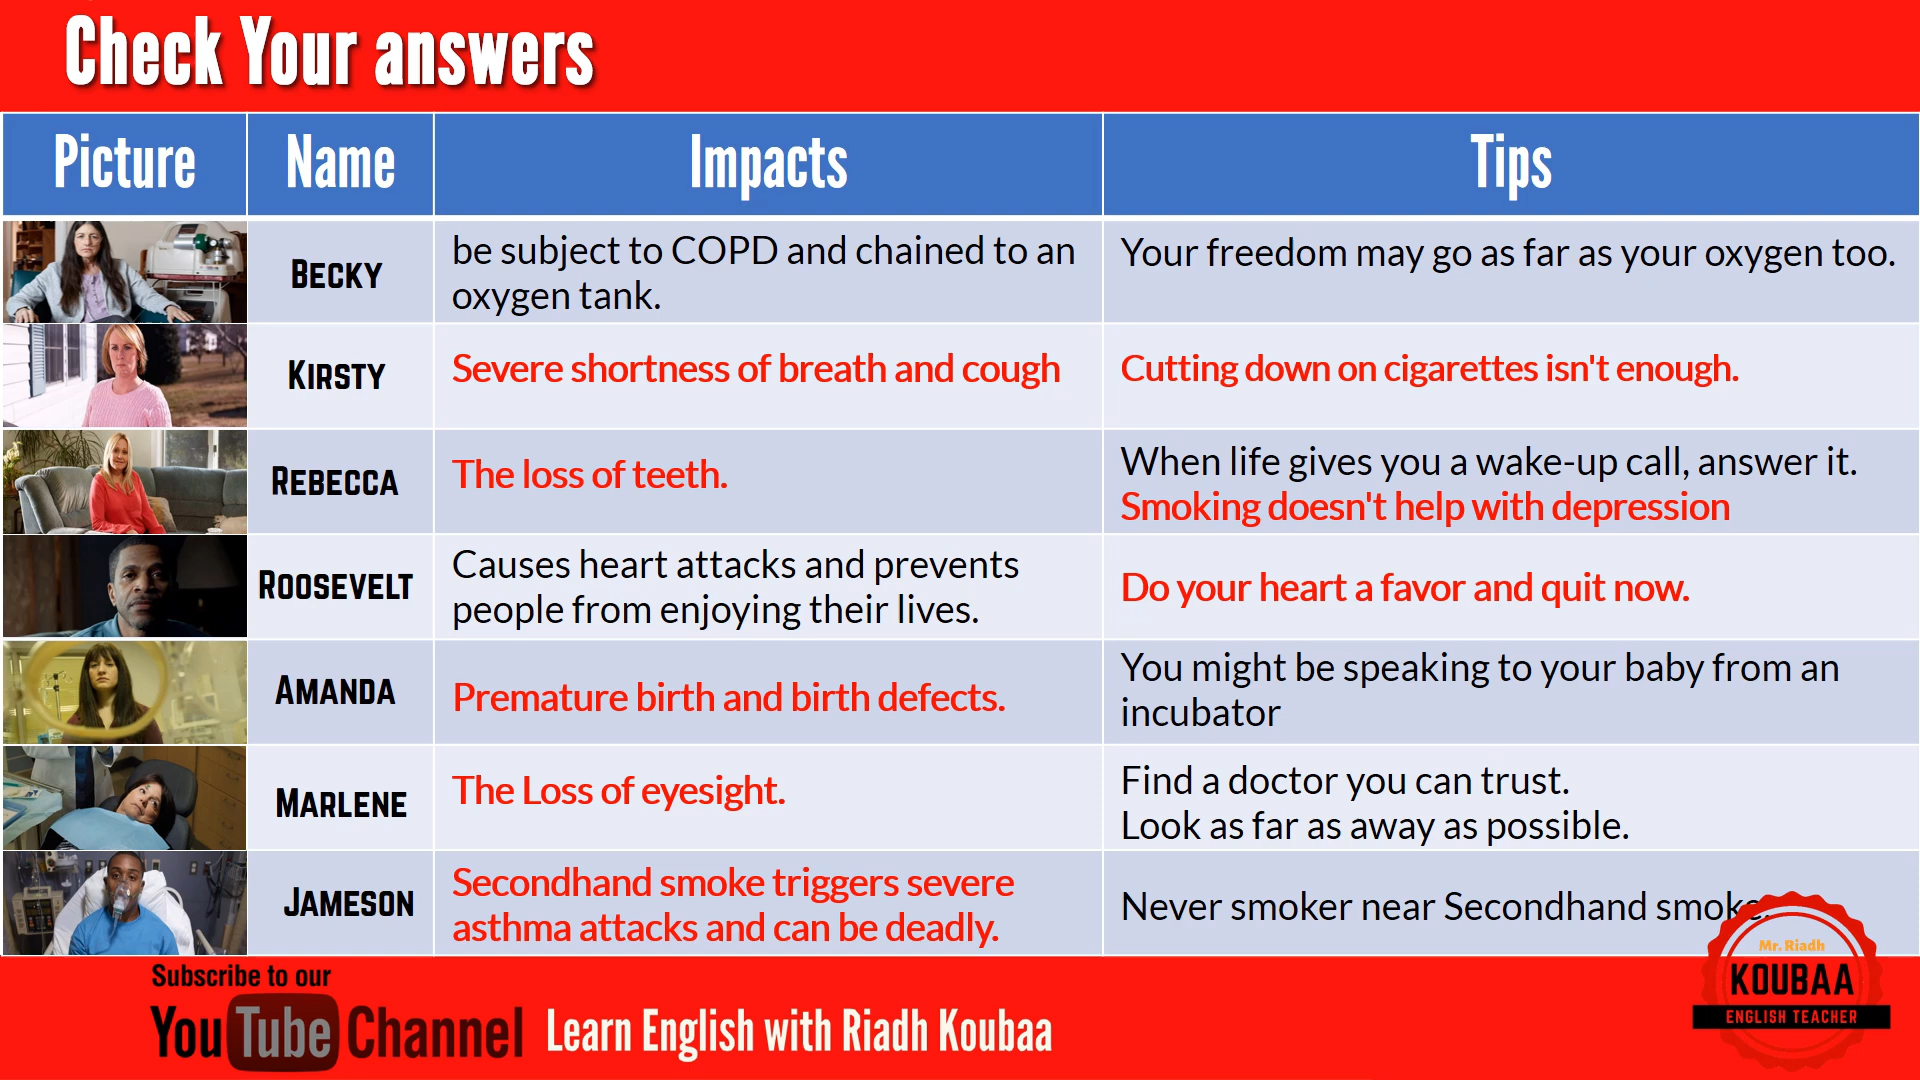 Check Your answers
Picture Name Impacts Tips
BECKY
be subject to COPD and chained to an
oxygen tank.
Your freedom may go as far as your oxygen too.
KIRSTY
Severe shortness of breath and cough
Cutting down on cigarettes isn't enough.
REBECCA
The loss of teeth.
When life gives you a wake-up call, answer it.
Smoking doesn't help with depression
ROOSEVELT
Causes heart attacks and prevents
people from enjoying their lives.
Do your heart a favor and quit now.
AMANDA
Premature birth and birth defects.
You might be speaking to your baby from an
incubator
MARLENE
The Loss of eyesight.
Find a doctor you can trust.
Look as far as away as possible.
JAMESON
Secondhand smoke triggers severe
asthma attacks and can be deadly.
Never smoker near Secondhand smoke.
Subscribe to our
YouTube Channel
Learn English with Riadh Koubaa
Mr. Riadh
KOUBAA
ENGLISH TEACHER